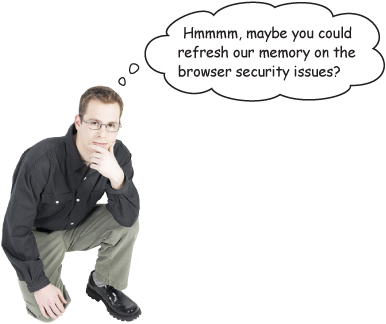 Hmmmm, maybe you could
refresh our memory on the
browser security issues?